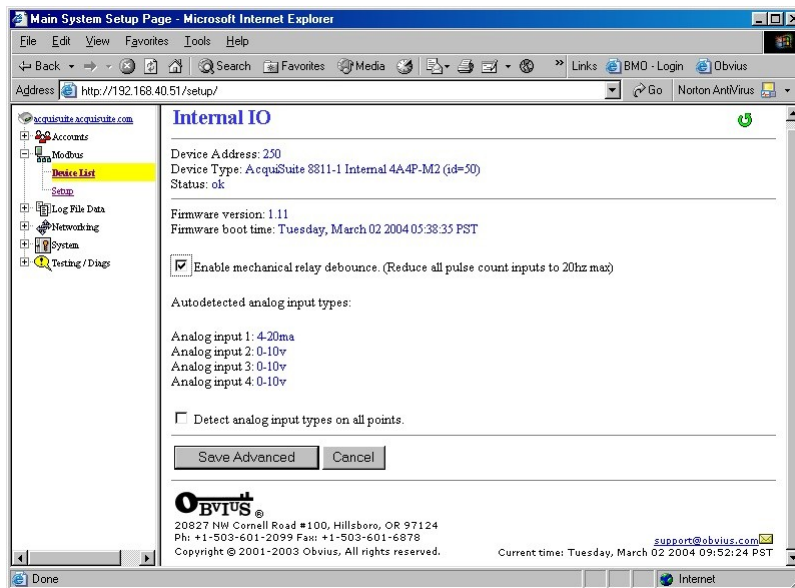 Main System Setup Page - Microsoft Internet Explorer
File Edit View Favorites Tools Help
Back Search Favorites Media » Links BMO - Login Obvius
Address http://192.168.40.51/setup/ Go Norton AntiVirus
acquisuite.acquisuite.com
Accounts
Modbus
Device List
Setup
Log File Data
Networking
System
Testing / Diags
Internal IO
Device Address: 250
Device Type: AcquiSuite 8811-1 Internal 4A4P-M2 (id=50)
Status: ok
Firmware version: 1.11
Firmware boot time: Tuesday, March 02 2004 05:38:35 PST
Enable mechanical relay debounce. (Reduce all pulse count inputs to 20hz max)
Autodetected analog input types:
Analog input 1: 4-20ma
Analog input 2: 0-10v
Analog input 3: 0-10v
Analog input 4: 0-10v
Detect analog input types on all points.
Save Advanced Cancel
OBVIUS ®
20827 NW Cornell Road #100, Hillsboro, OR 97124
Ph: +1-503-601-2099 Fax: +1-503-601-6878
Copyright © 2001-2003 Obvius, All rights reserved.
support@obvius.com
Current time: Tuesday, March 02 2004 09:52:24 PST
Done Internet